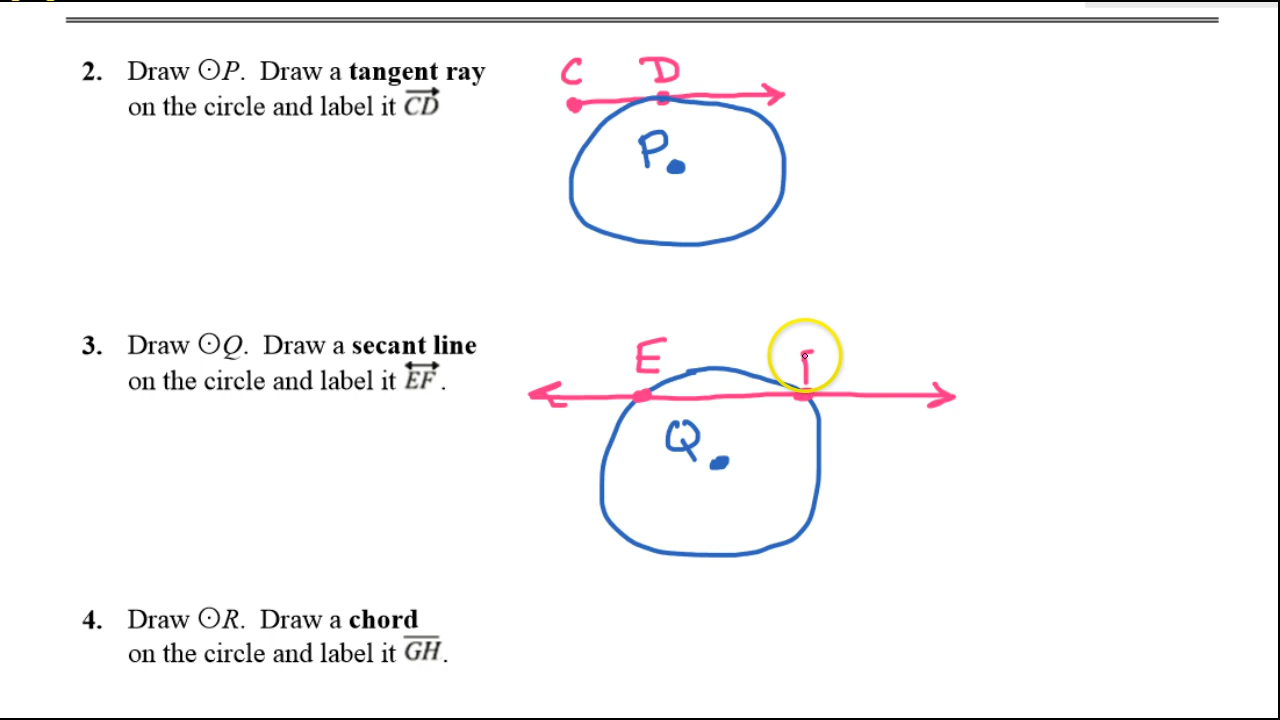 2. Draw ⊙P. Draw a tangent ray
on the circle and label it CD
C D
P
3. Draw ⊙Q. Draw a secant line
on the circle and label it EF.
E
Q
4. Draw ⊙R. Draw a chord
on the circle and label it GH.